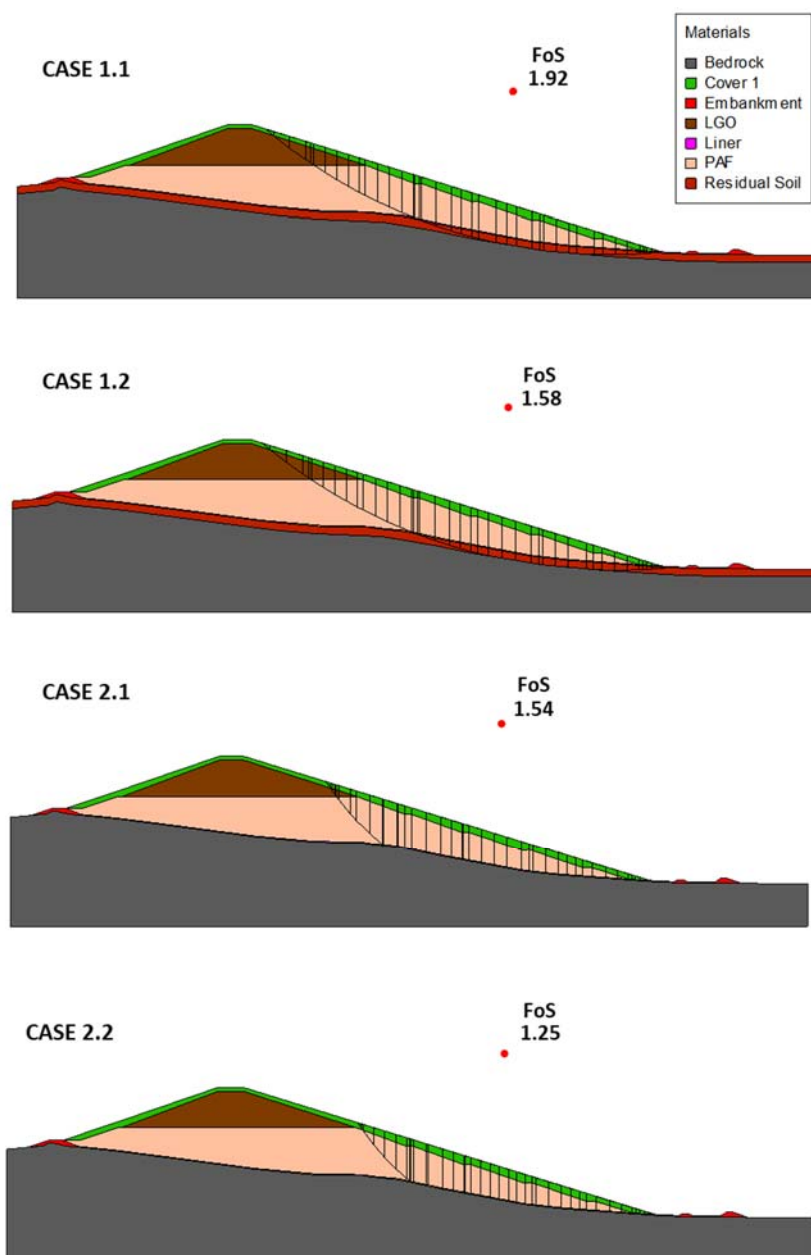 CASE 1.1
FoS
1.92
Materials
Bedrock
Cover 1
Embankment
LGO
Liner
PAF
Residual Soil
CASE 1.2
FoS
1.58
CASE 2.1
FoS
1.54
CASE 2.2
FoS
1.25